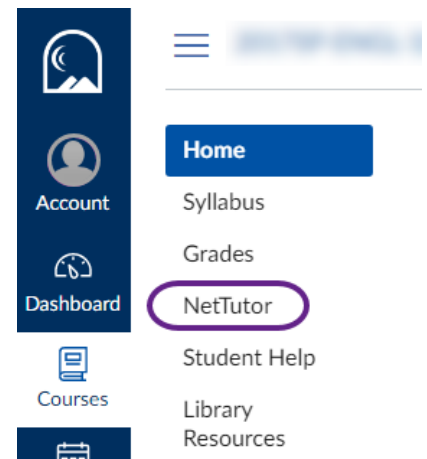 Home
Account
Syllabus
Grades
Dashboard
NetTutor
Student Help
Courses
Library
Resources